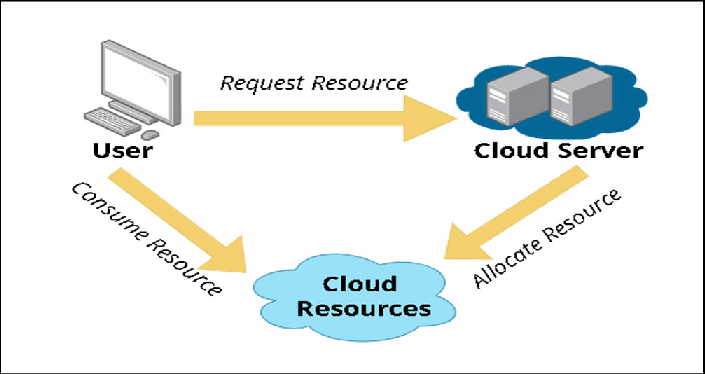 Request Resource
User
Cloud Server
Consume Resource
Allocate Resource
Cloud
Resources